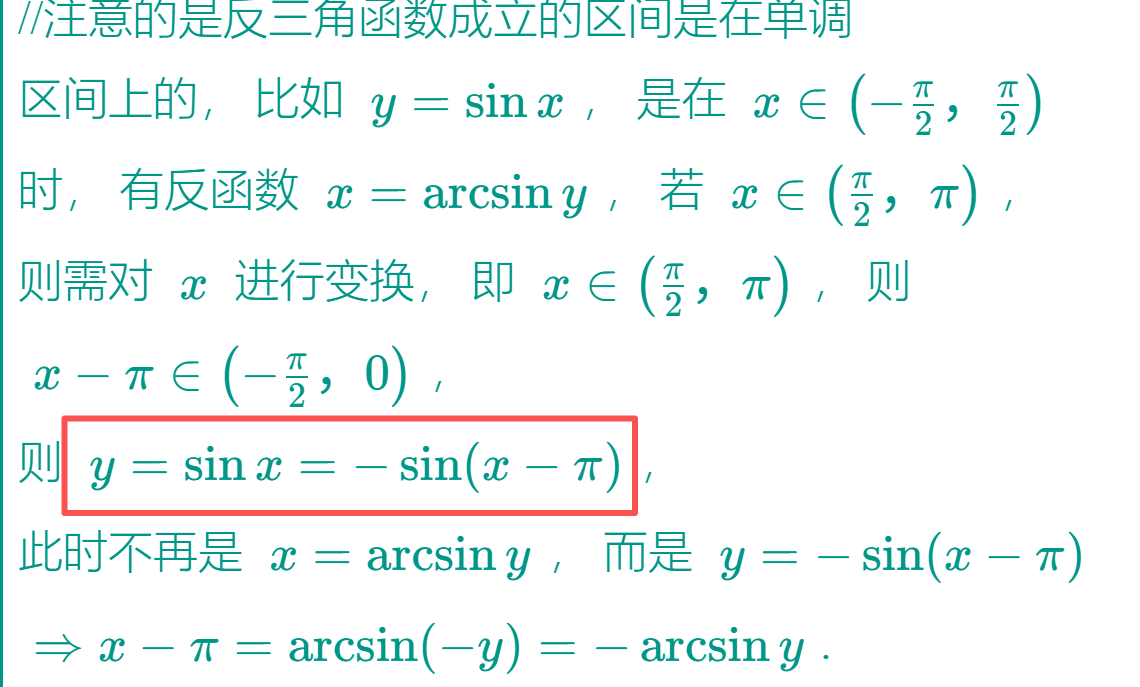 //注意的是反三角函数成立的区间是在单调
区间上的， 比如 y = sin x ， 是在 x ∈ (−π/2， π/2)
时， 有反函数 x = arcsin y ， 若 x ∈ (π/2， π) ，
则需对 x 进行变换， 即 x ∈ (π/2， π) ， 则
x − π ∈ (−π/2， 0) ，
则 y = sin x = − sin(x − π) ，
此时不再是 x = arcsin y ， 而是 y = − sin(x − π)
⇒ x − π = arcsin(−y) = − arcsin y .